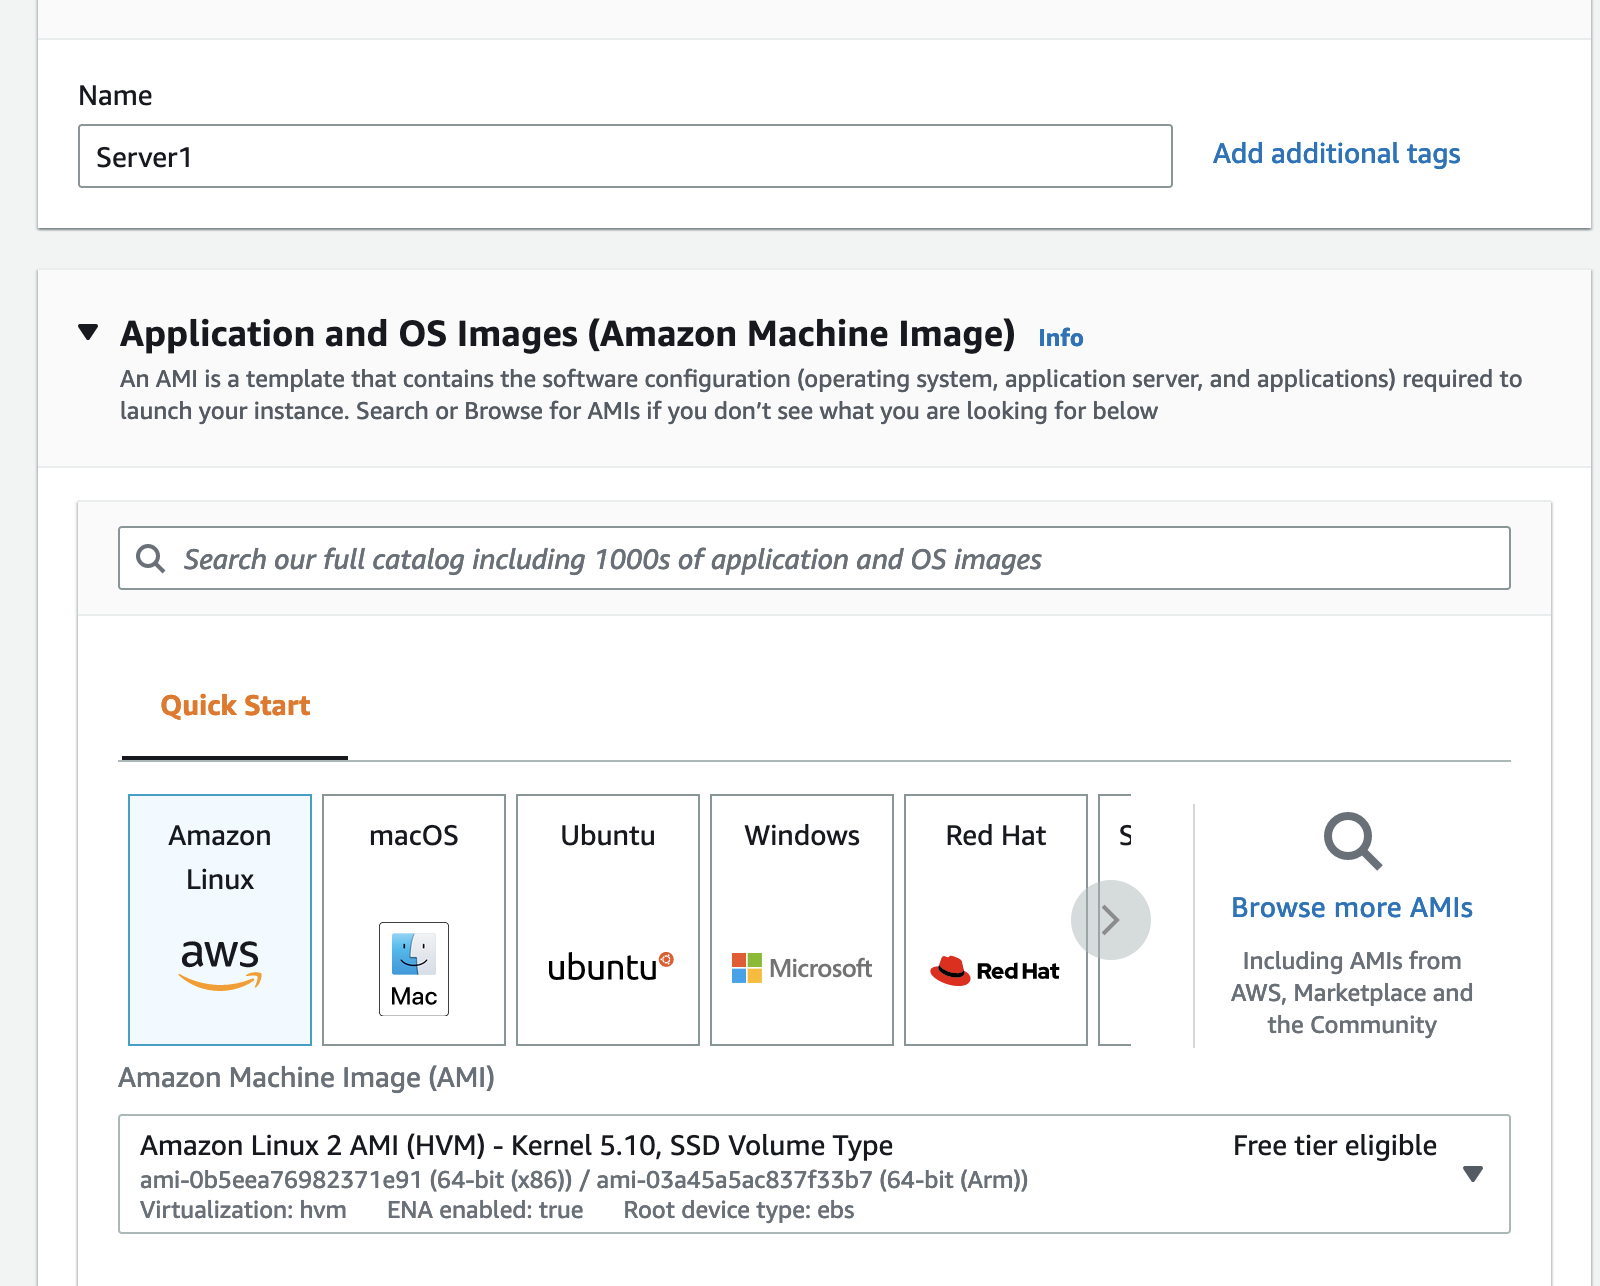 Name
Server1
Add additional tags
Application and OS Images (Amazon Machine Image) Info
An AMI is a template that contains the software configuration (operating system, application server, and applications) required to
launch your instance. Search or Browse for AMIs if you don’t see what you are looking for below
Search our full catalog including 1000s of application and OS images
Quick Start
Amazon
Linux
aws
macOS
Mac
Ubuntu
ubuntu
Windows
Microsoft
Red Hat
Red Hat
S
Browse more AMIs
Including AMIs from
AWS, Marketplace and
the Community
Amazon Machine Image (AMI)
Amazon Linux 2 AMI (HVM) - Kernel 5.10, SSD Volume Type
Free tier eligible
ami-0b5eea76982371e91 (64-bit (x86)) / ami-03a45a5ac837f33b7 (64-bit (Arm))
Virtualization: hvm ENA enabled: true Root device type: ebs